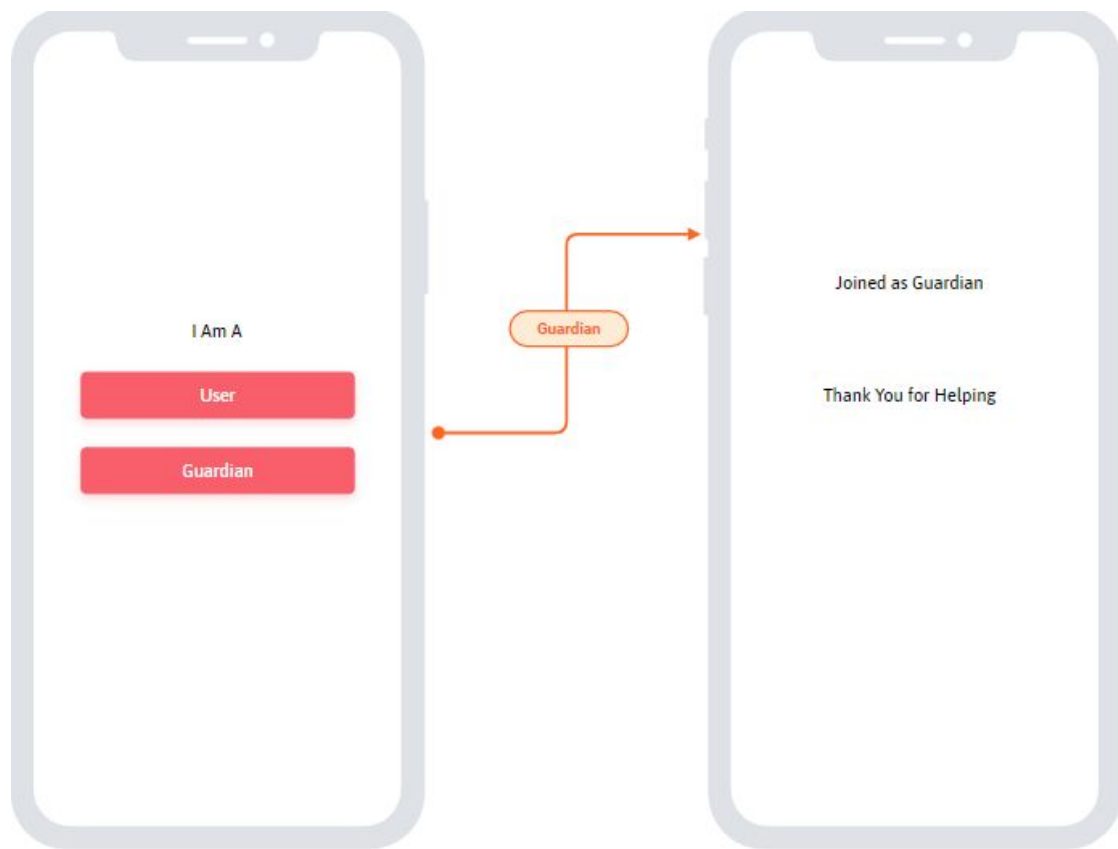 I Am A
User
Guardian
Guardian
Joined as Guardian
Thank You for Helping